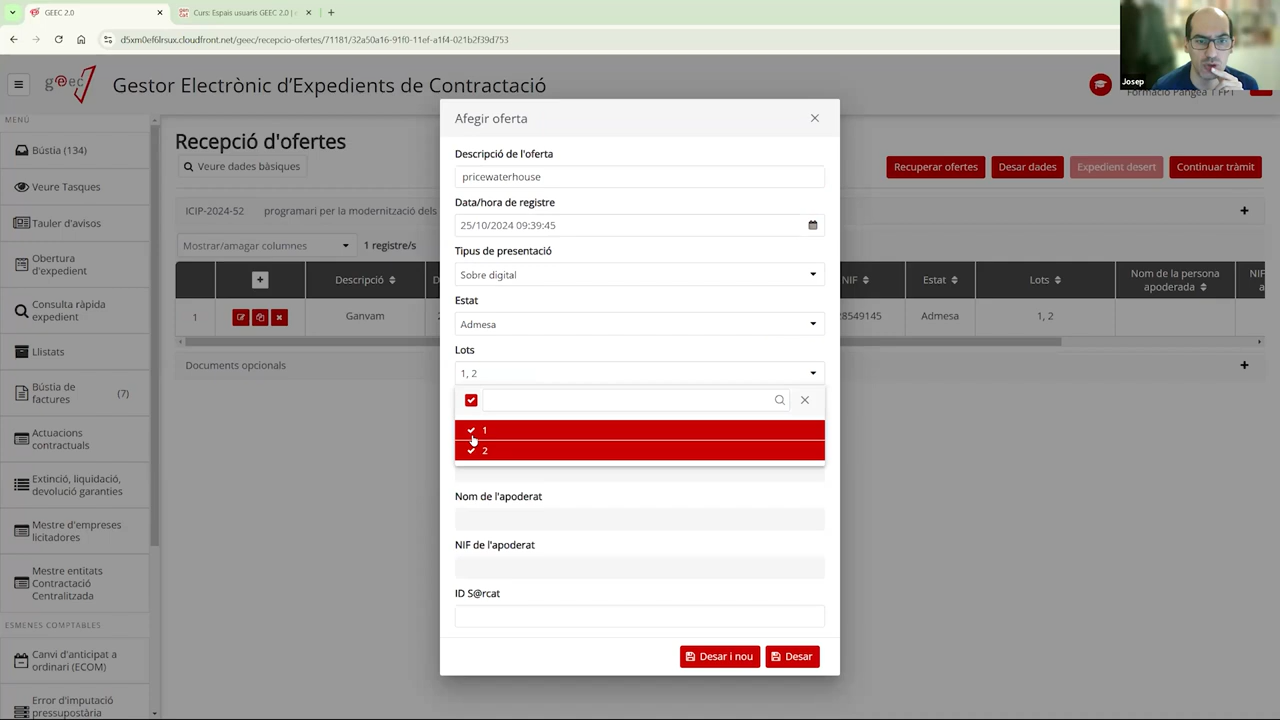 GEEC 2.0
Curs: Espais usuaris GEEC 2.0 | e
d5xm0ef6lrsux.cloudfront.net/geec/recepcio-ofertes/71181/32a50a16-91f0-11ef-a1f4-021b2f39d753
Josep
geec
Gestor Electrònic d'Expedients de Contractació
Formació Pangea 1 FP1
MENÚ
Bústia (134)
Veure Tasques
Tauler d'avisos
Obertura
d'expedient
Consulta ràpida
expedient
Llistats
Bústia de
factures
(7)
Actuacions
contractuals
Extinció, liquidació,
devolució garanties
Mestre d'empreses
licitadores
Mestre entitats
Contractació
Centralitzada
ESMENES COMPTABLES
Canvi d'anticipat a
ordinari (ECOM)
Error d'imputació
pressupostària
Recepció d'ofertes
Veure dades bàsiques
Recuperar ofertes
Desar dades
Expedient desert
Continuar tràmit
ICIP-2024-52 programari per la modernització dels
Mostrar/amagar columnes
1 registre/s
Descripció
D
NIF
Estat
Lots
Nom de la persona
apoderada
NIF
a
1
Ganvam
2
8549145
Admesa
1, 2
Documents opcionals
Afegir oferta
Descripció de l'oferta
pricewaterhouse
Data/hora de registre
25/10/2024 09:39:45
Tipus de presentació
Sobre digital
Estat
Admesa
Lots
1, 2
1
2
Nom de l'apoderat
NIF de l'apoderat
ID S@rcat
Desar i nou
Desar